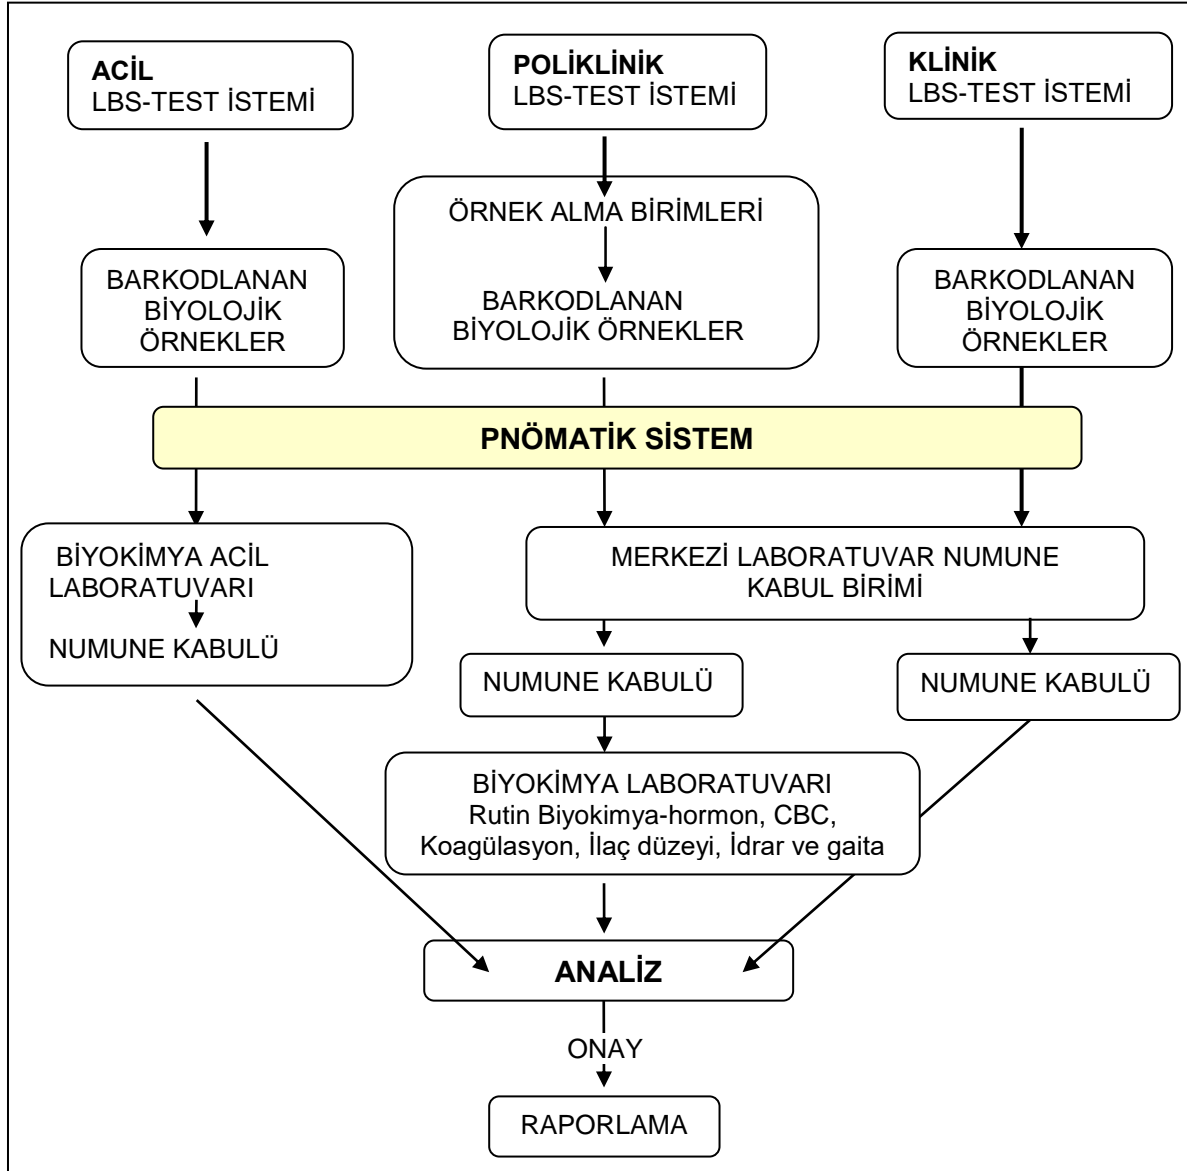 ACİL
LBS-TEST İSTEMİ
POLİKLİNİK
LBS-TEST İSTEMİ
KLİNİK
LBS-TEST İSTEMİ
ÖRNEK ALMA BİRİMLERİ
BARKODLANAN
BİYOLOJİK
ÖRNEKLER
BARKODLANAN
BİYOLOJİK ÖRNEKLER
BARKODLANAN
BİYOLOJİK
ÖRNEKLER
PNÖMATİK SİSTEM
BİYOKİMYA ACİL
LABORATUVARI
NUMUNE KABULÜ
MERKEZİ LABORATUVAR NUMUNE
KABUL BİRİMİ
NUMUNE KABULÜ
NUMUNE KABULÜ
BİYOKİMYA LABORATUVARI
Rutin Biyokimya-hormon, CBC,
Koagülasyon, İlaç düzeyi, İdrar ve gaita
ANALİZ
ONAY
RAPORLAMA